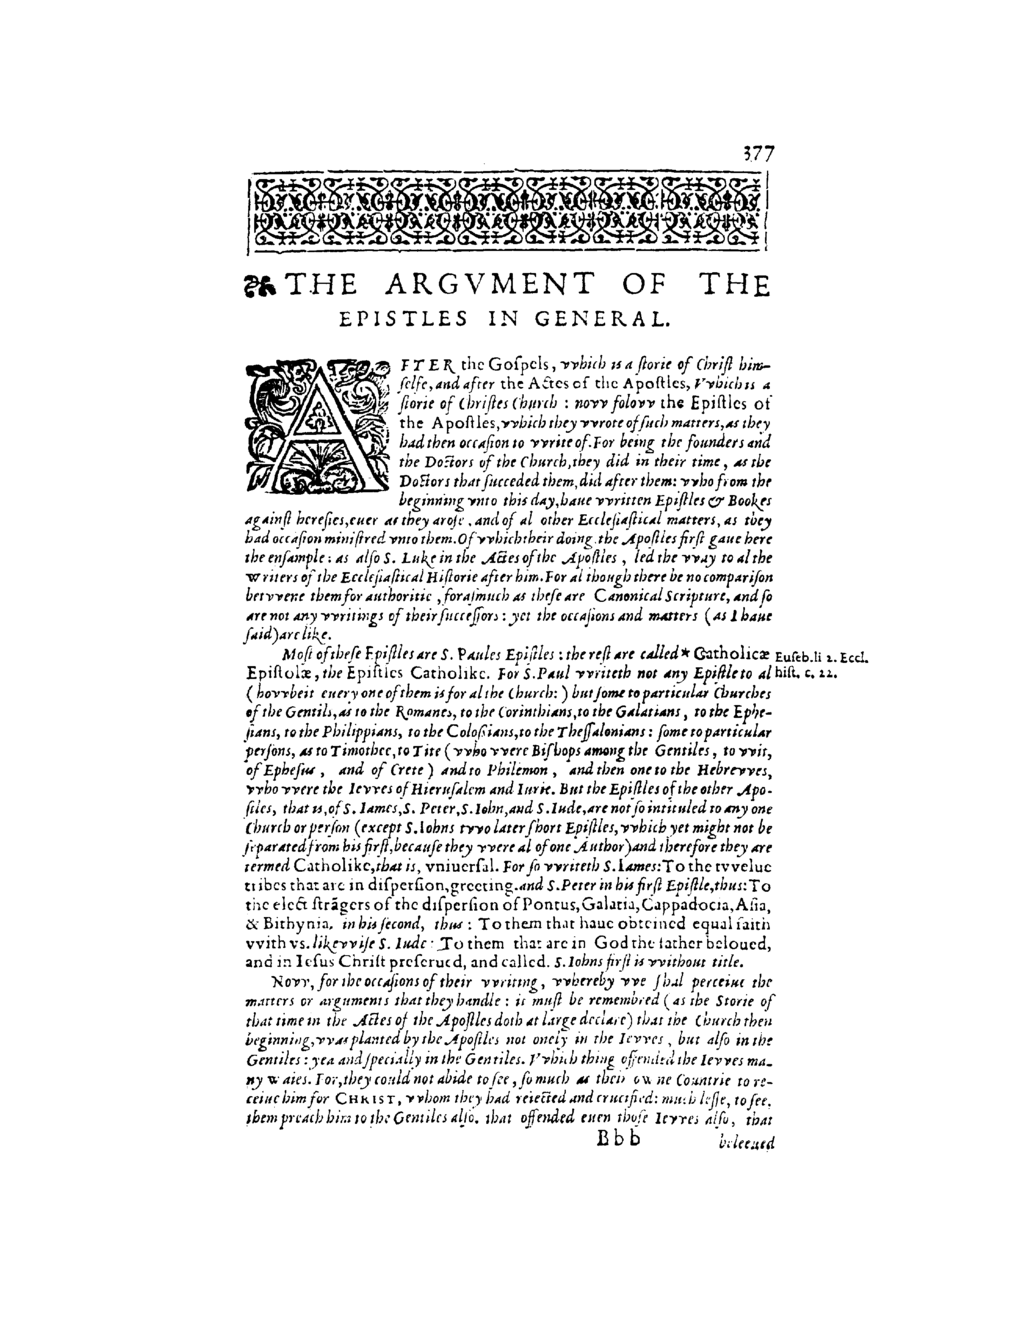 377
THE ARGVMENT OF THE
EPISTLES IN GENERAL.
AFTER the Goſpels, vvhich is a ſtorie of Chriſt him-
ſelfe, and after the Actes of the Apoſtles, Vvhich is a
ſtorie of Chriſtes Church : novv folovv the Epiſtles of
the Apoſtles, vvhich they vvrote of ſuch matters, as they
had then occaſion to vvrite of. For being the founders and
the Doctors of the Church, they did in their time, as the
Doctors that ſucceded them, did after them: vvho from the
beginning vnto this day, haue vvritten Epiſtles & Bookes
againſt hereſies, euer as they aroſe, and of al other Eccleſiaſtical matters, as they
had occaſion miniſtred vnto them. Of vvhich their doing, the Apoſtles firſt gaue here
the enſample: as alſo S. Luke in the Actes of the Apoſtles, led the vvay to al the
vvriters of the Eccleſiaſtical Hiſtorie after him. For al though there be no compariſon
betvvene them for authoritie, foraſmuch as theſe are Canonical Scripture, and ſo
are not any vvritings of their ſucceſſors: yet the occaſions and matters (as I haue
ſaid) are like.
Moſt of theſe Epiſtles are S. Paules Epiſtles: the reſt are called * Catholicæ Euſeb. li 2. Eccl.
Epiſtolæ, the Epiſtles Catholike. For S. Paul vvriteth not any Epiſtle to al hiſt. c. 22.
(hovvbeit euery one of them is for al the Church:) but ſome to particular Churches
of the Gentils, as to the Romanes, to the Corinthians, to the Galatians, to the Ephe-
ſians, to the Philippians, to the Coloſsians, to the Theſſalonians: ſome to particular
perſons, as to Timothee, to Tite (vvho vvere Biſhops among the Gentiles, to vvit,
of Epheſus, and of Crete) and to Philemon, and then one to the Hebrevves,
vvho vvere the Ievves of Hieruſalem and Iurie. But the Epiſtles of the other Apo-
ſtles, that is, of S. Iames, S. Peter, S. Iohn, and S. Iude, are not ſo intituled to any one
Church or perſon (except S. Iohns tvvo later ſhort Epiſtles, vvhich yet might not be
ſeparated from his firſt, becauſe they vvere al of one Author) and therefore they are
termed Catholike, that is, vniuerſal. For ſo vvriteth S. Iames: To the tvvelue
tribes that are in diſperſion, greeting. and S. Peter in his firſt Epiſtle, thus: To
the elect ſtrãgers of the diſperſion of Pontus, Galatia, Cappadocia, Aſia,
& Bithynia. in his ſecond, thus: To them that haue obteined equal faith
vvith vs. likevviſe S. Iude: To them that are in God the father beloued,
and in Ieſus Chriſt preſerued, and called. S. Iohns firſt is vvithout title.
Novv, for the occaſions of their vvriting, vvhereby vve ſhal perceiue the
matters or arguments that they handle: it muſt be remembred (as the Storie of
that time in the Actes of the Apoſtles doth at large declare) that the Church then
beginning, vvas planted by the Apoſtles not onely in the Ievves, but alſo in the
Gentiles: yea and ſpecially in the Gentiles. Vvhich thing offended the Ievves ma-
ny vvaies. For, they could not abide to ſee, ſo much as their ovvne Countrie to re-
ceiue him for CHRIST, vvhom they had reiected and crucified: much leſſe, to ſee,
them preach him to the Gentiles alſo. that offended euen thoſe Ievves alſo, that
Bbb
beleeued